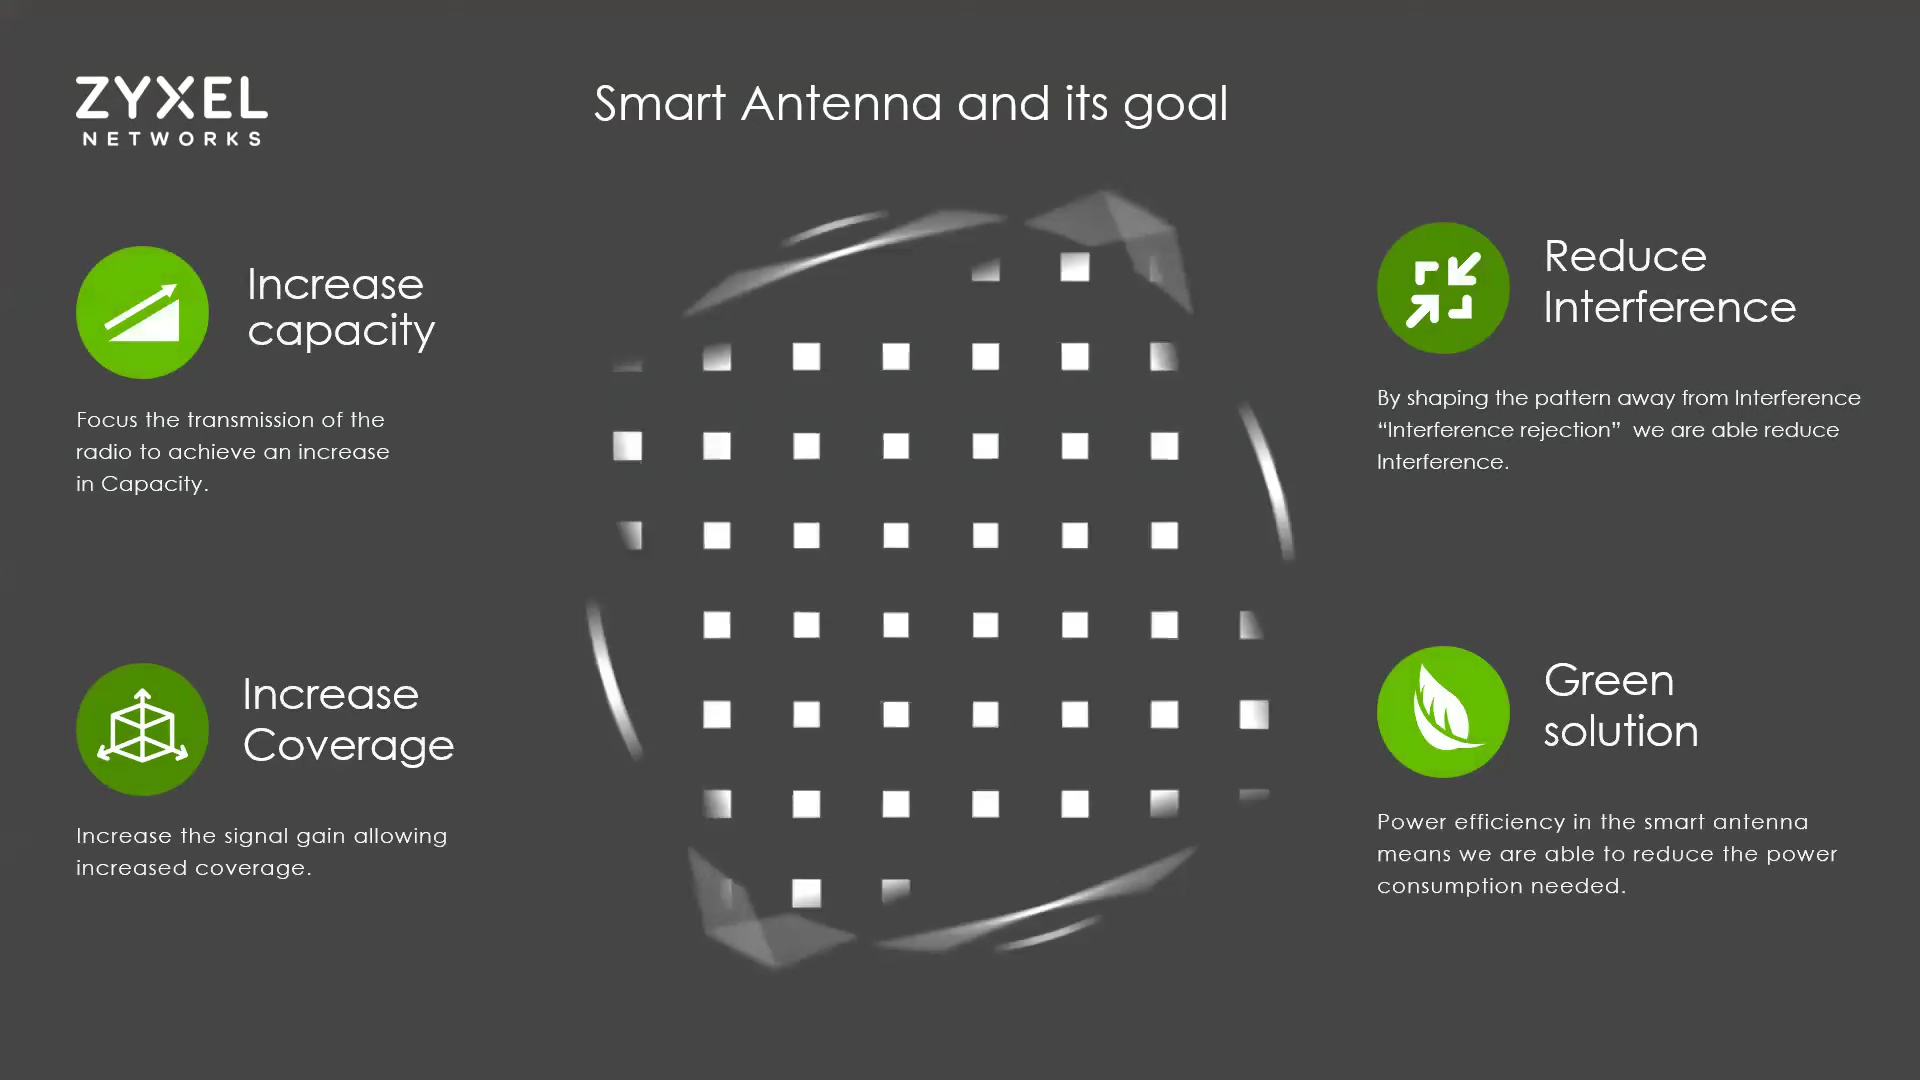 ZYXEL
NETWORKS
Smart Antenna and its goal
Increase
capacity
Focus the transmission of the
radio to achieve an increase
in Capacity.
Increase
Coverage
Increase the signal gain allowing
increased coverage.
Reduce
Interference
By shaping the pattern away from Interference
“Interference rejection”  we are able reduce
Interference.
Green
solution
Power efficiency in the smart antenna
means we are able to reduce the power
consumption needed.